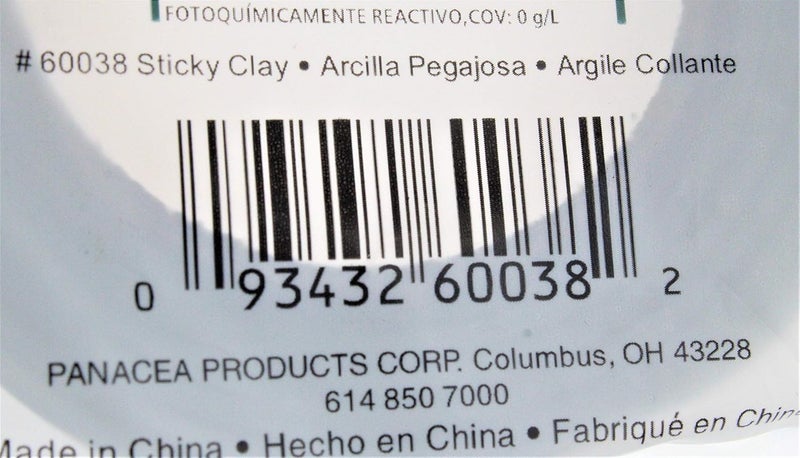 FOTOQUÍMICAMENTE REACTIVO,COV: 0 g/L
# 60038 Sticky Clay • Arcilla Pegajosa • Argile Collante
0 93432 60038 2
PANACEA PRODUCTS CORP. Columbus, OH 43228
614 850 7000
Made in China • Hecho en China • Fabriqué en Chine